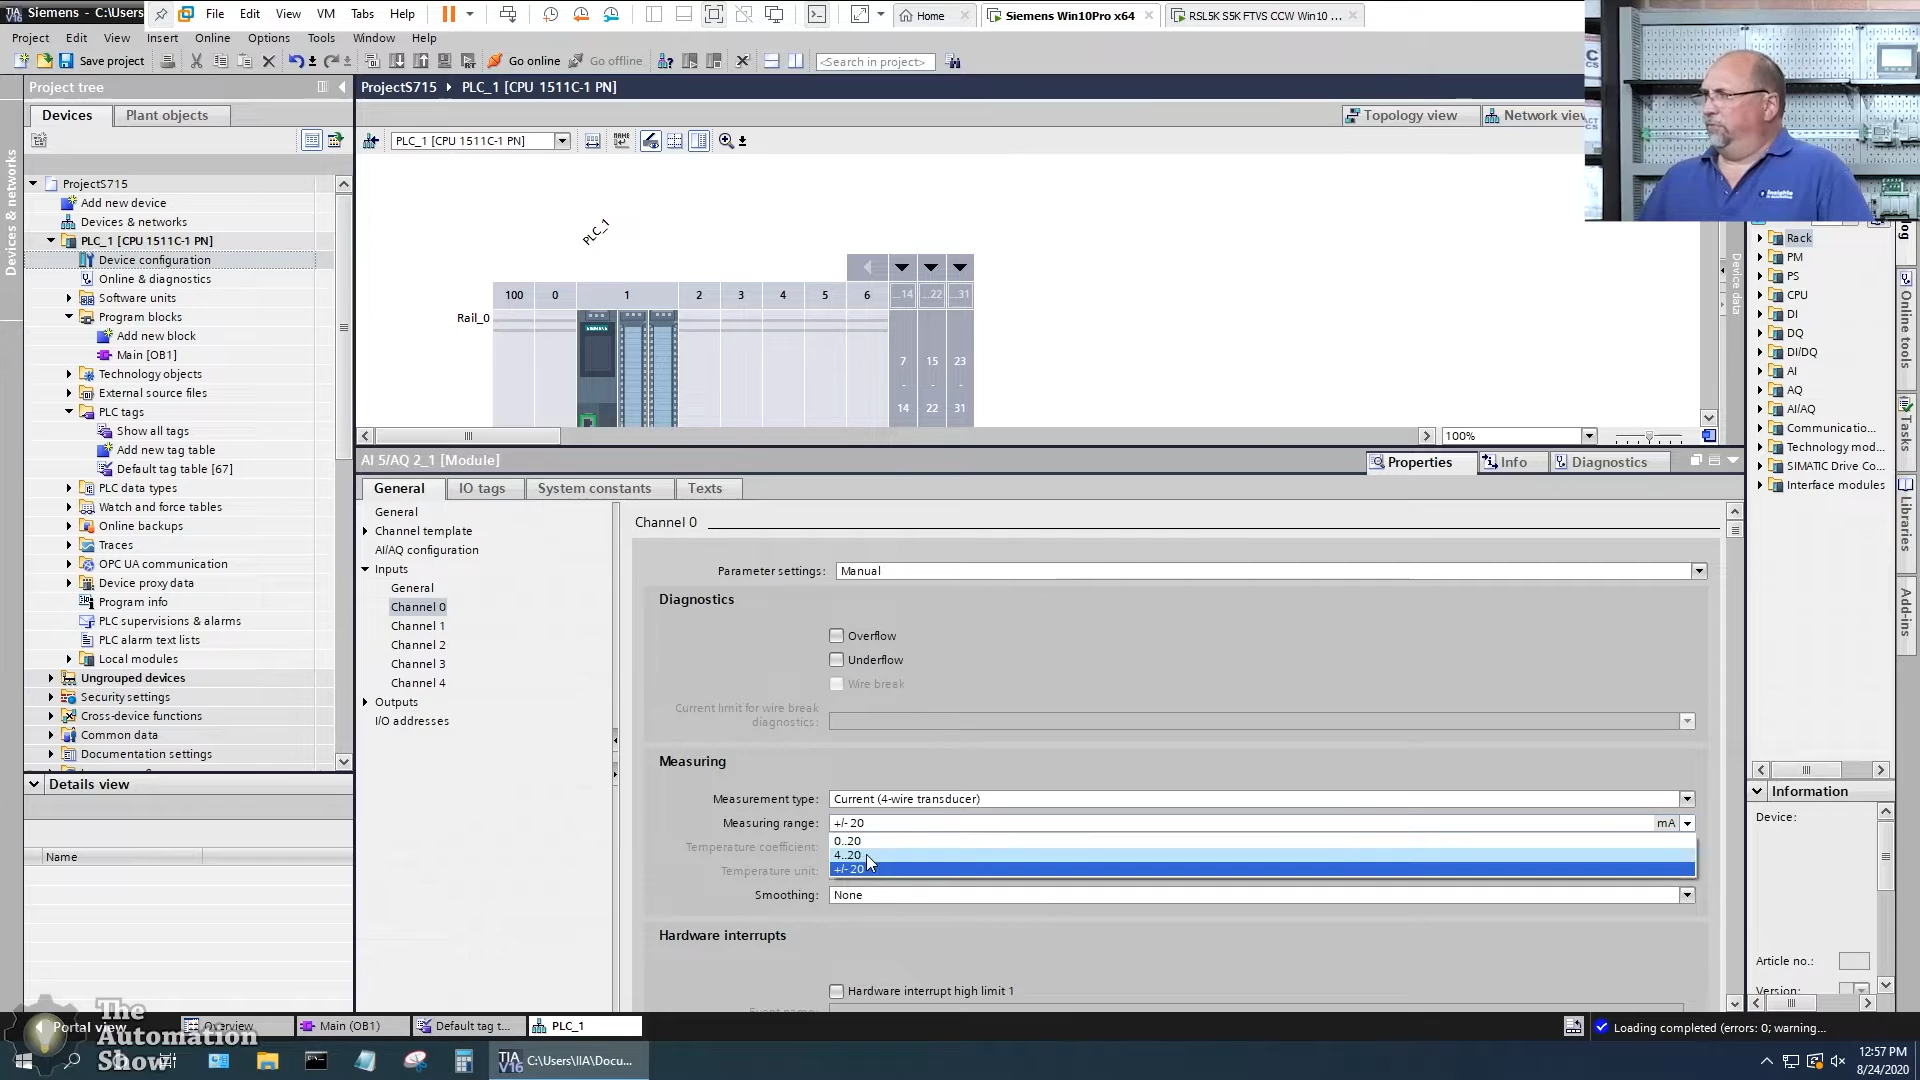 TIA V16 Siemens - C:\Users File Edit View VM Tabs Help Home Siemens Win10Pro x64 RSL5K S5K FTVS CCW Win10 ...
Project Edit View Insert Online Options Tools Window Help
Save project Go online Go offline <Search in project>
Project tree
ProjectS715 PLC_1 [CPU 1511C-1 PN]
Devices Plant objects
Topology view Network view
PLC_1 [CPU 1511C-1 PN]
Devices & networks
ProjectS715
Add new device
Devices & networks
PLC_1 [CPU 1511C-1 PN]
Device configuration
Online & diagnostics
Software units
Program blocks
Add new block
Main [OB1]
Technology objects
External source files
PLC tags
Show all tags
Add new tag table
Default tag table [67]
PLC data types
Watch and force tables
Online backups
Traces
OPC UA communication
Device proxy data
Program info
PLC supervisions & alarms
PLC alarm text lists
Local modules
Ungrouped devices
Security settings
Cross-device functions
Common data
Documentation settings
Details view
Name
PLC_1
100 0 1 2 3 4 5 6 ...14 ...22 ...31
Rail_0
SIEMENS
7 15 23
- - -
14 22 31
100%
Device data
AI 5/AQ 2_1 [Module]
Properties Info Diagnostics
General IO tags System constants Texts
General
Channel template
AI/AQ configuration
Inputs
General
Channel 0
Channel 1
Channel 2
Channel 3
Channel 4
Outputs
I/O addresses
Channel 0
Parameter settings: Manual
Diagnostics
Overflow
Underflow
Wire break
Current limit for wire break
diagnostics:
Measuring
Measurement type: Current (4-wire transducer)
Measuring range: +/- 20 mA
0..20
Temperature coefficient:
4..20
Temperature unit:
+/- 20
Smoothing: None
Hardware interrupts
Hardware interrupt high limit 1
Event name:
Rack
PM
PS
CPU
DI
DQ
DI/DQ
AI
AQ
AI/AQ
Communicatio...
Technology mod...
SIMATIC Drive Co...
Interface modules
Online tools
Tasks
Libraries
Add-ins
Information
Device:
Article no.:
Version:
Portal view Overview Main (OB1) Default tag t... PLC_1
Loading completed (errors: 0; warning...
The
Automation
Show
TIA V16 C:\Users\IIA\Docu...
12:57 PM
8/24/2020